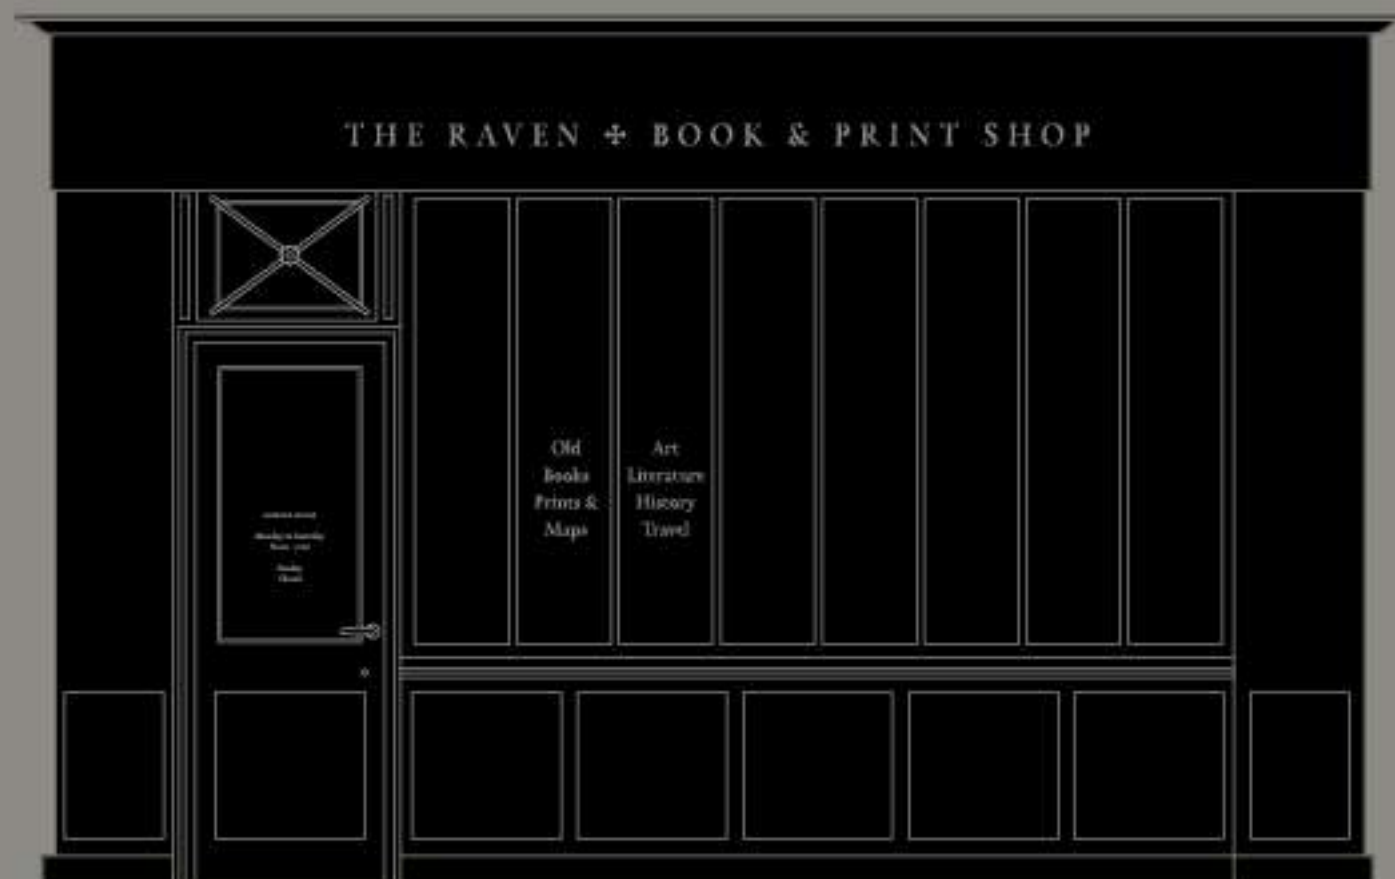 THE RAVEN ✣ BOOK & PRINT SHOP
Old
Books
Prints &
Maps
Art
Literature
History
Travel